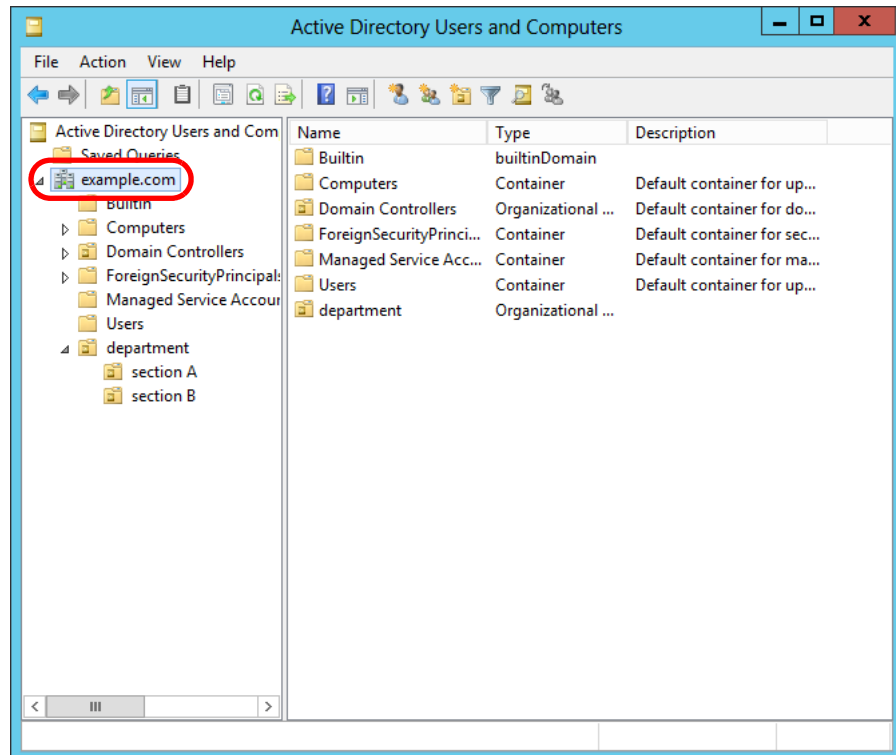 Active Directory Users and Computers
File Action View Help
Active Directory Users and Com
Saved Queries
example.com
Builtin
Computers
Domain Controllers
ForeignSecurityPrincipals
Managed Service Accour
Users
department
section A
section B
Name Type Description
Builtin builtinDomain
Computers Container Default container for up...
Domain Controllers Organizational ... Default container for do...
ForeignSecurityPrinci... Container Default container for sec...
Managed Service Acc... Container Default container for ma...
Users Container Default container for up...
department Organizational ...